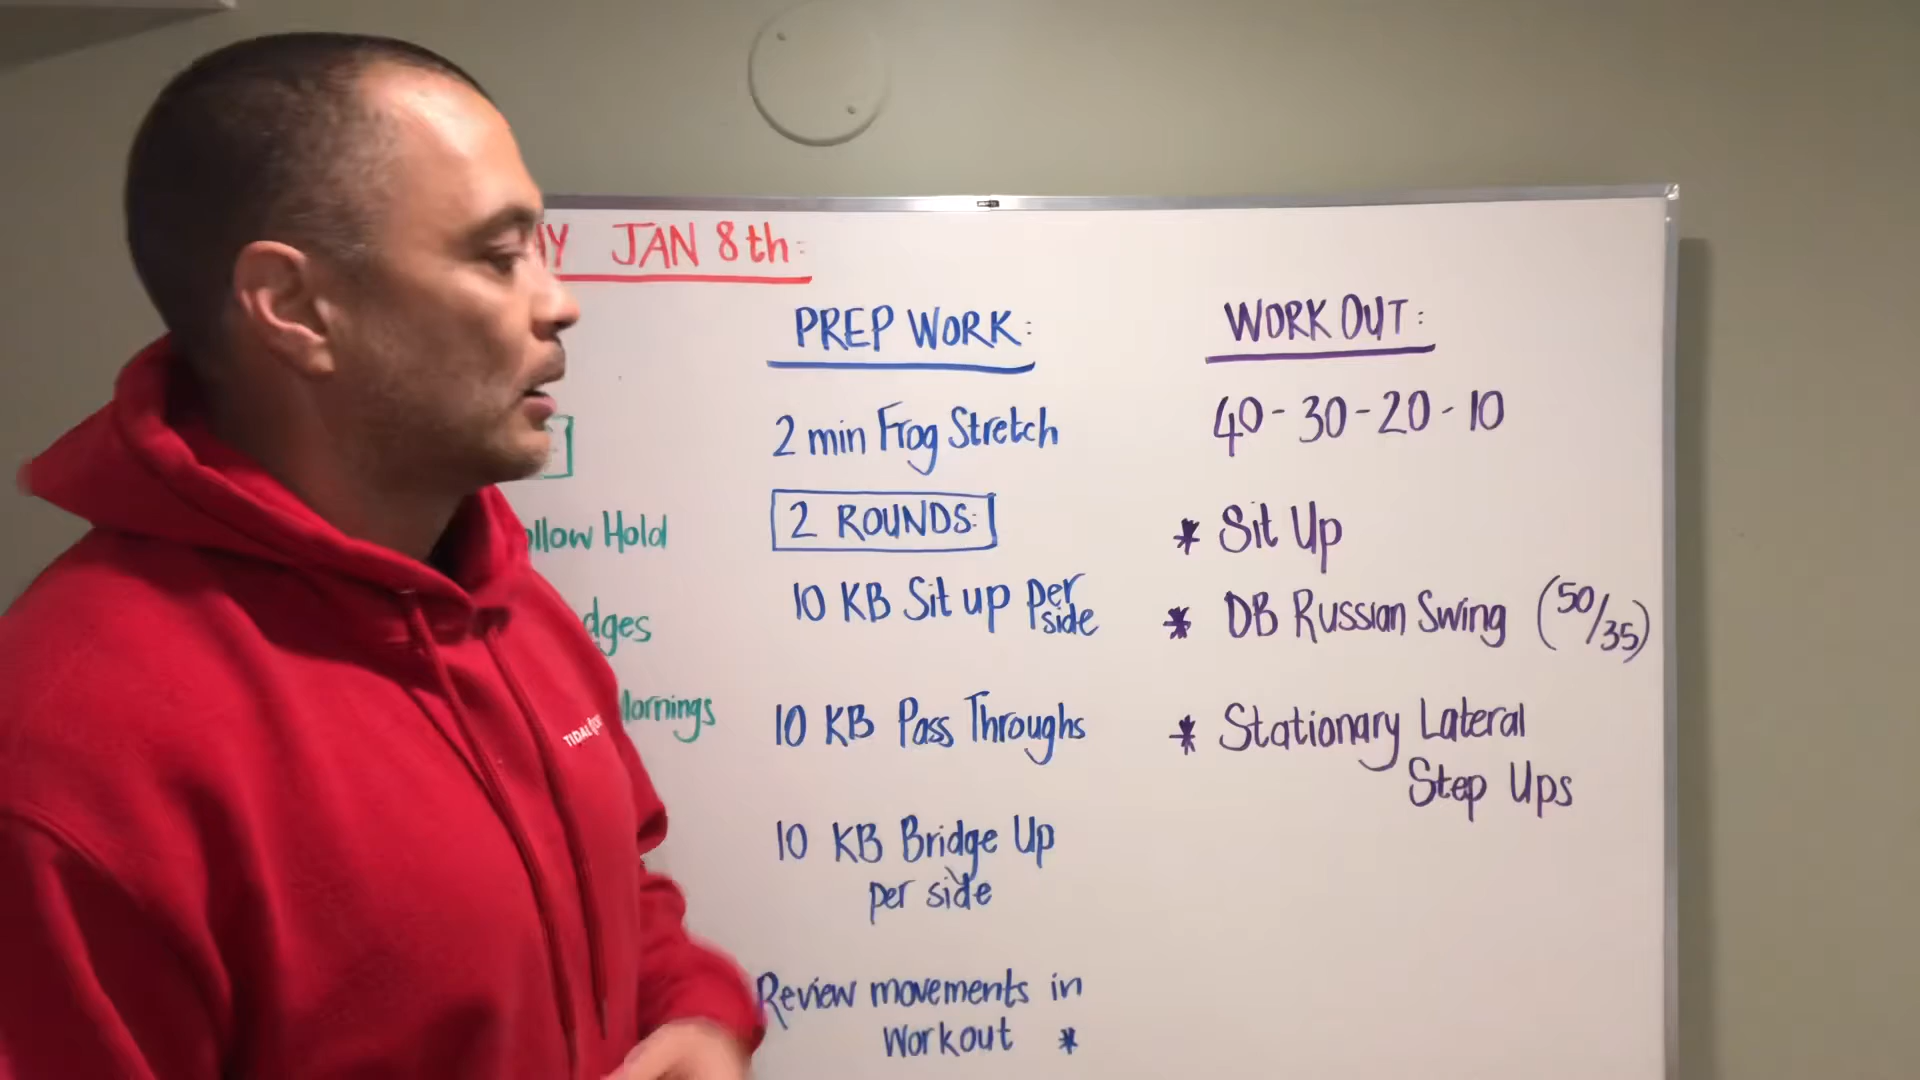 JAN 8th:
Hold
PREP WORK:
2 min Frog Stretch
2 ROUNDS:
10 KB Sit up per side
10 KB Pass Throughs
10 KB Bridge Up
per side
Review movements in
Workout *
WORK OUT:
40 - 30 - 20 - 10
* Sit Up
* DB Russian Swing (50/35)
* Stationary Lateral
Step Ups